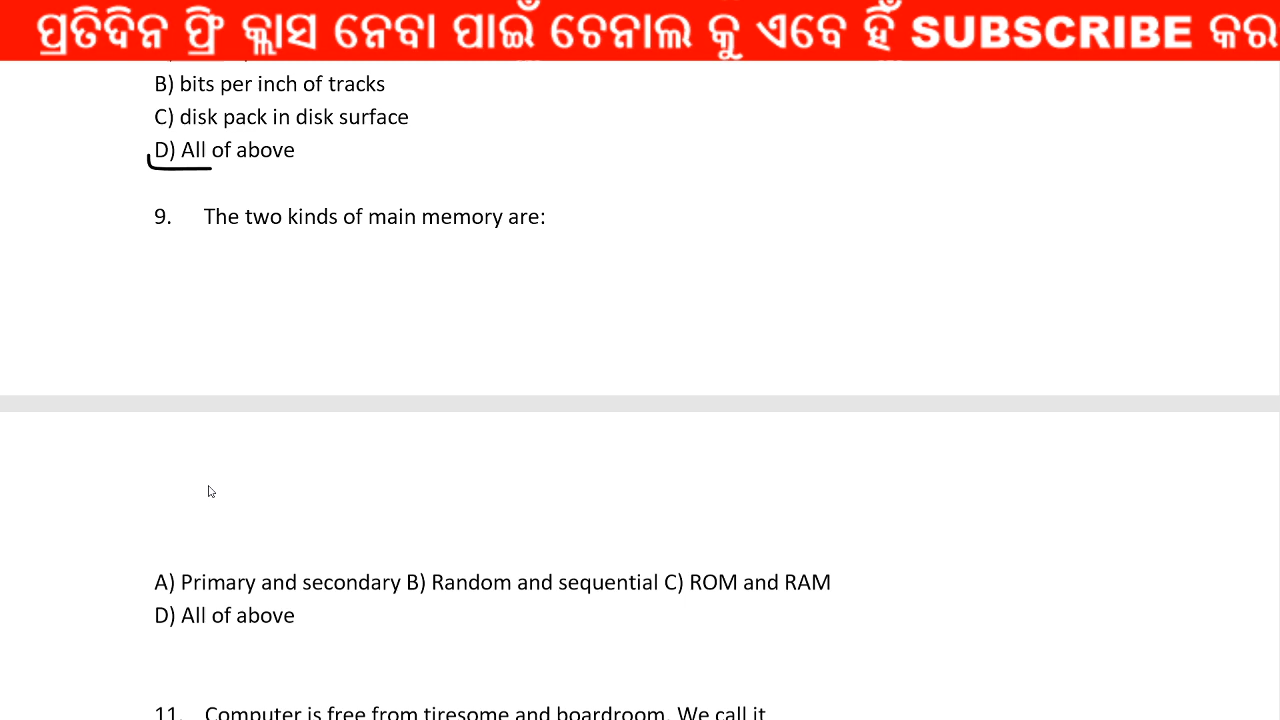 ପ୍ରତିଦିନ ଫ୍ରି କ୍ଲାସ ନେବା ପାଇଁ ଚେନାଲ କୁ ଏବେ ହିଁ SUBSCRIBE କର
B) bits per inch of tracks
C) disk pack in disk surface
D) All of above
9. The two kinds of main memory are:
A) Primary and secondary B) Random and sequential C) ROM and RAM
D) All of above
11. Computer is free from tiresome and boardroom. We call it